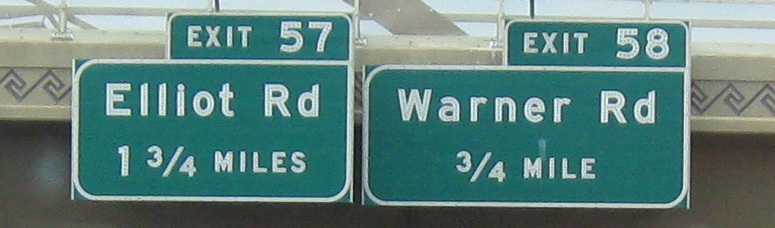 EXIT 57
Elliot Rd
1 3/4 MILES
EXIT 58
Warner Rd
3/4 MILE